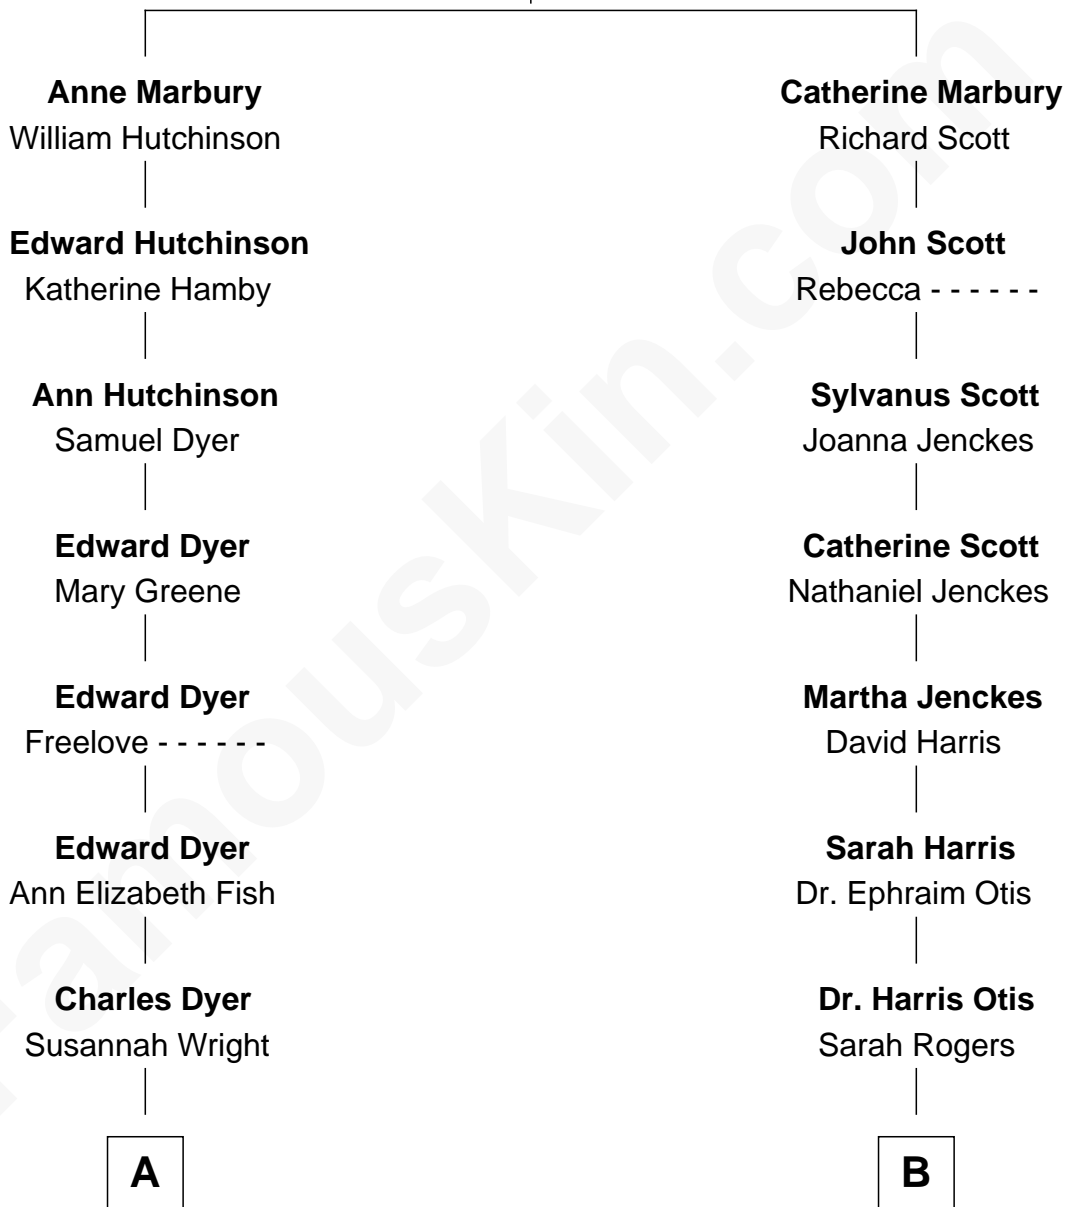 Anne Marbury
William Hutchinson
Edward Hutchinson
Katherine Hamby
Ann Hutchinson
Samuel Dyer
Edward Dyer
Mary Greene
Edward Dyer
Freelove - - - - - -
Edward Dyer
Ann Elizabeth Fish
Charles Dyer
Susannah Wright
A
Catherine Marbury
Richard Scott
John Scott
Rebecca - - - - - -
Sylvanus Scott
Joanna Jenckes
Catherine Scott
Nathaniel Jenckes
Martha Jenckes
David Harris
Sarah Harris
Dr. Ephraim Otis
Dr. Harris Otis
Sarah Rogers
B
FamousKin.com